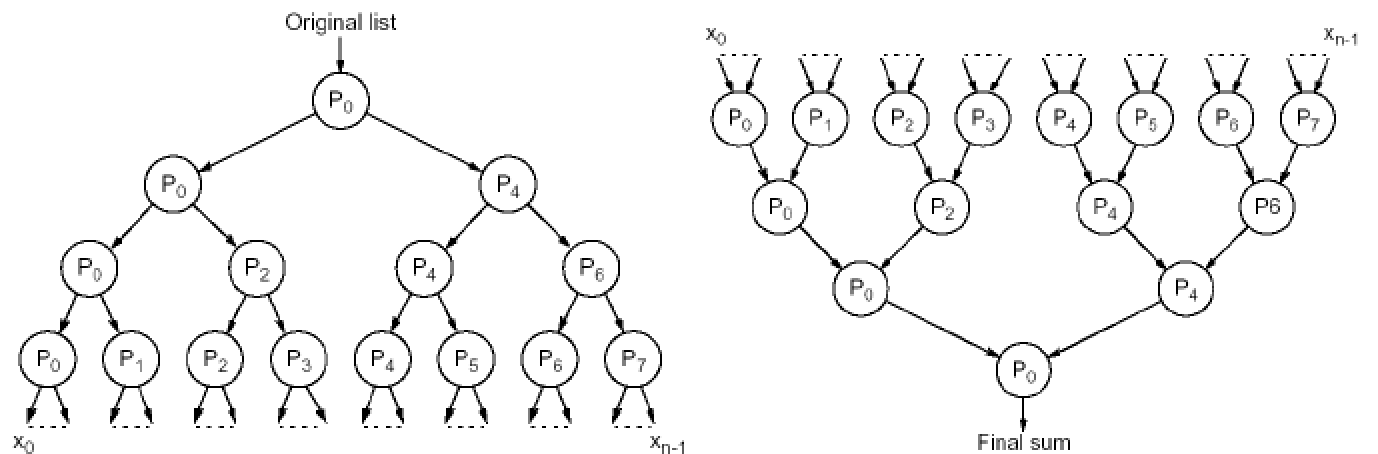 Original list
P0
P0 P4
P0 P2 P4 P6
P0 P1 P2 P3 P4 P5 P6 P7
x0 xn-1
x0 xn-1
P0 P1 P2 P3 P4 P5 P6 P7
P0 P2 P4 P6
P0 P4
P0
Final sum